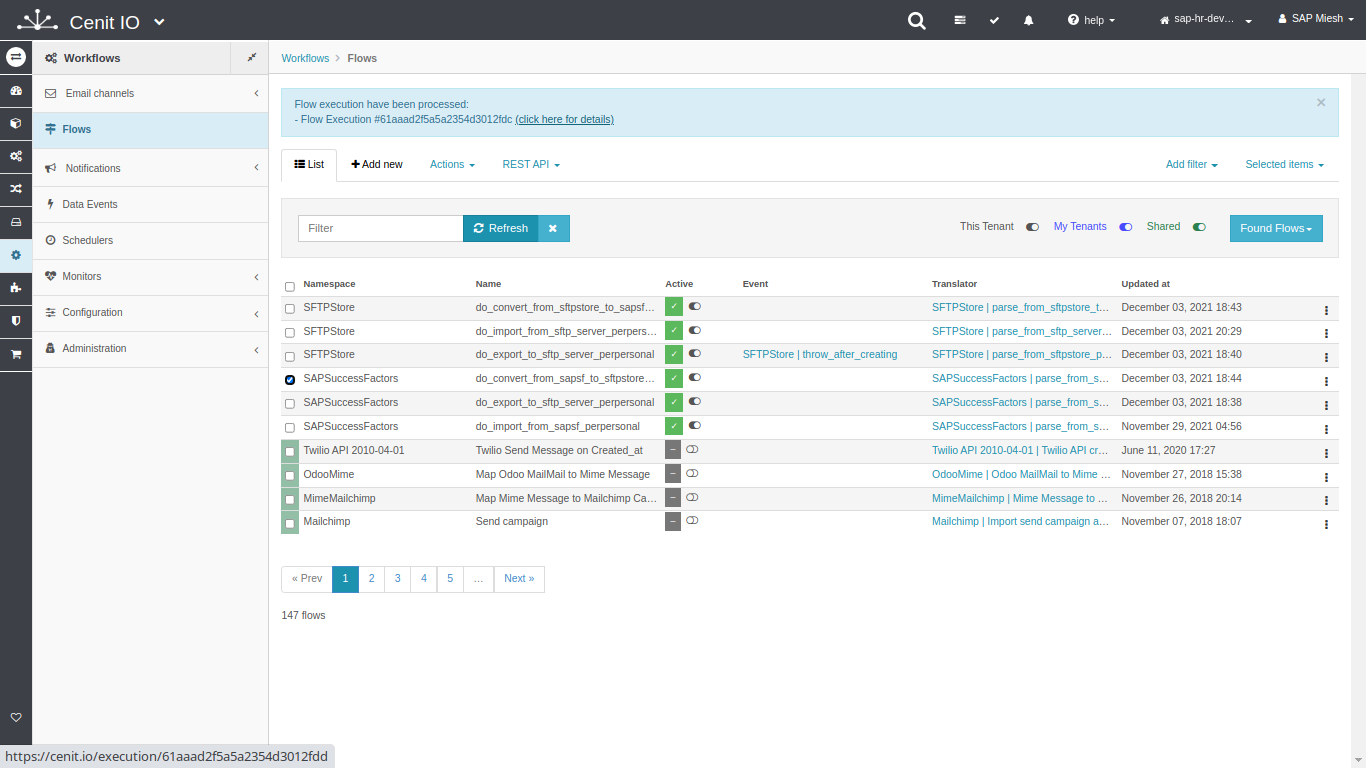 Cenit IO
help
sap-hr-dev...
SAP Miesh
Workflows
Workflows
Flows
Email channels
Flows
Notifications
Data Events
Schedulers
Monitors
Configuration
Administration
Flow execution have been processed:
- Flow Execution #61aaad2f5a5a2354d3012fdc (click here for details)
×
List
Add new
Actions
REST API
Add filter
Selected items
Filter
Refresh
This Tenant
My Tenants
Shared
Found Flows
Namespace Name Active Event Translator Updated at
SFTPStore do_convert_from_sftpstore_to_sapsf... SFTPStore | parse_from_sftpstore_t... December 03, 2021 18:43
SFTPStore do_import_from_sftp_server_perpers... SFTPStore | parse_from_sftp_server... December 03, 2021 20:29
SFTPStore do_export_to_sftp_server_perpersonal SFTPStore | throw_after_creating SFTPStore | parse_from_sftpstore_p... December 03, 2021 18:40
SAPSuccessFactors do_convert_from_sapsf_to_sftpstore... SAPSuccessFactors | parse_from_s... December 03, 2021 18:44
SAPSuccessFactors do_export_to_sftp_server_perpersonal SAPSuccessFactors | parse_from_s... December 03, 2021 18:38
SAPSuccessFactors do_import_from_sapsf_perpersonal SAPSuccessFactors | parse_from_s... November 29, 2021 04:56
Twilio API 2010-04-01 Twilio Send Message on Created_at Twilio API 2010-04-01 | Twilio API cr... June 11, 2020 17:27
OdooMime Map Odoo MailMail to Mime Message OdooMime | Odoo MailMail to Mime ... November 27, 2018 15:38
MimeMailchimp Map Mime Message to Mailchimp Ca... MimeMailchimp | Mime Message to ... November 26, 2018 20:14
Mailchimp Send campaign Mailchimp | Import send campaign a... November 07, 2018 18:07
« Prev 1 2 3 4 5 ... Next »
147 flows
https://cenit.io/execution/61aaad2f5a5a2354d3012fdd